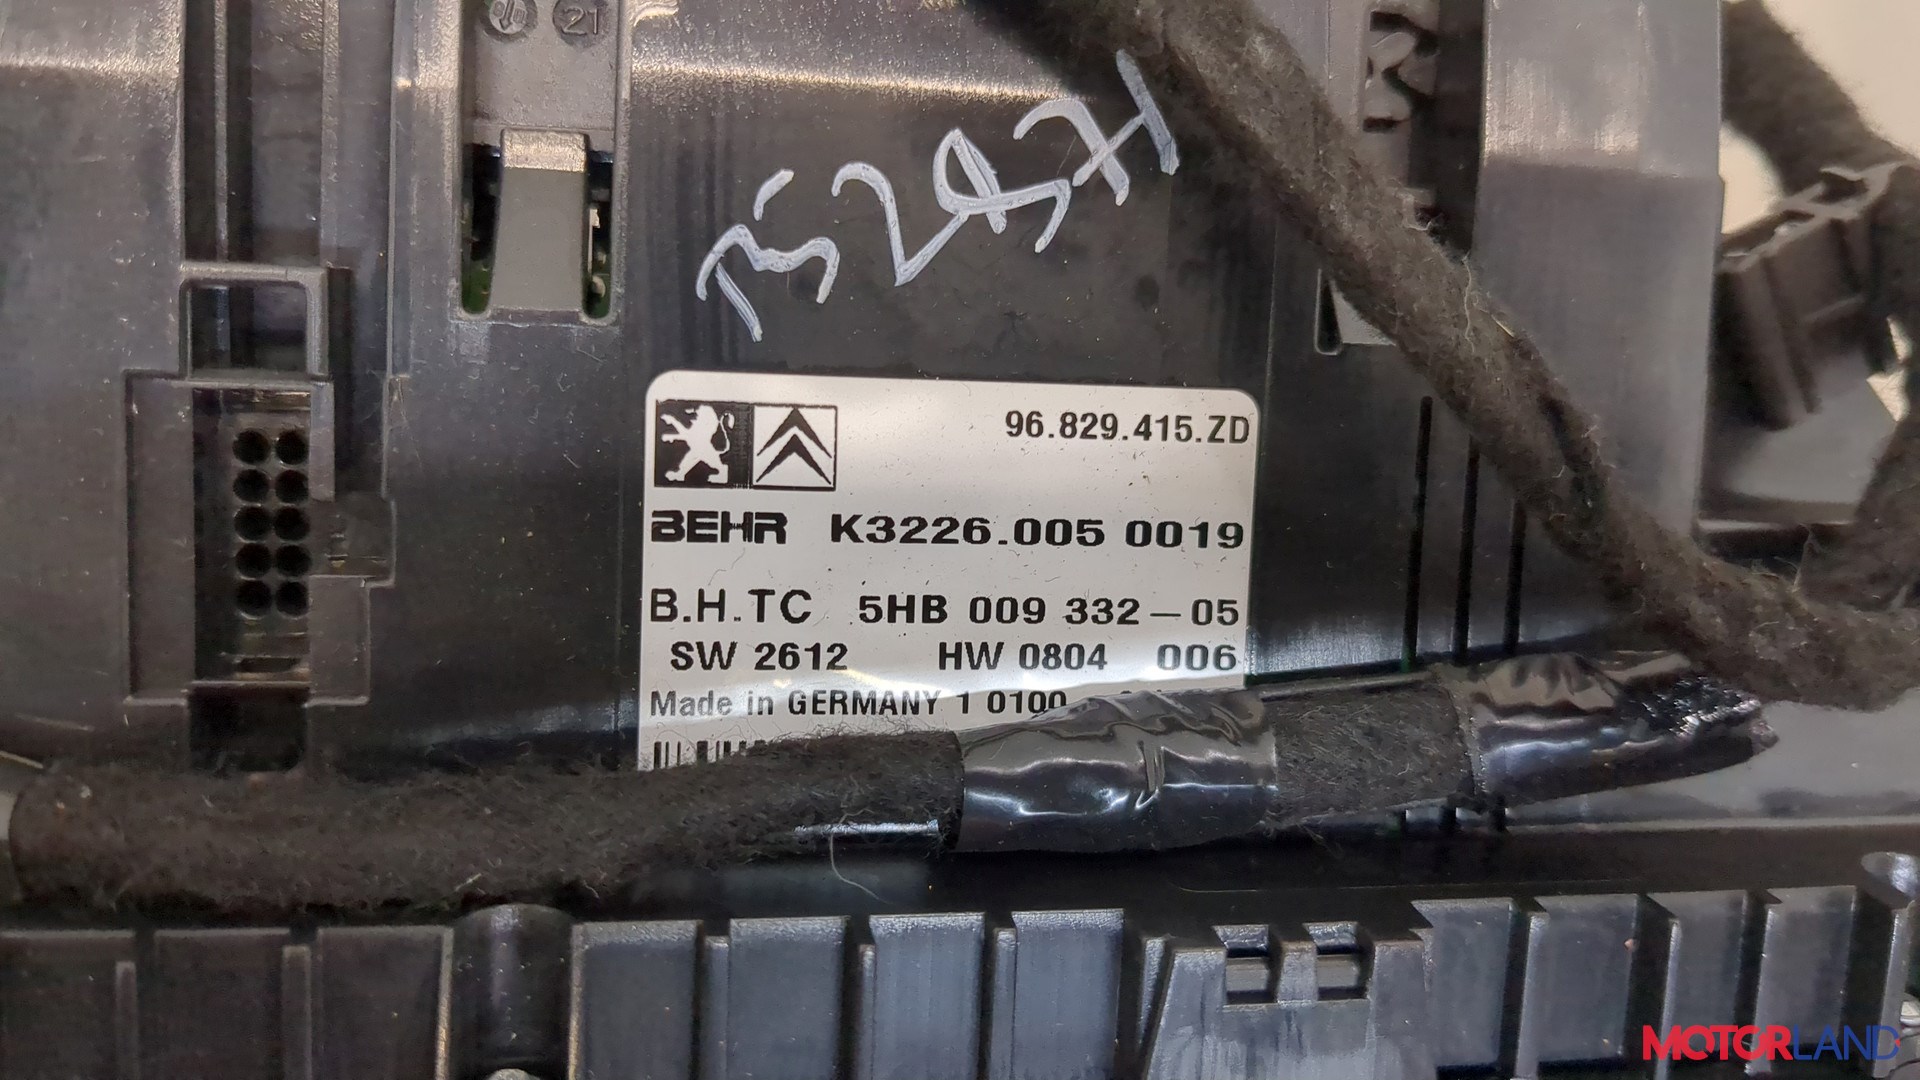 21
96.829.415.ZD
BEHR K3226.005 0019
B.H.TC 5HB 009 332-05
SW 2612 HW 0804 006
Made in GERMANY 1 0100
MOTORLAND